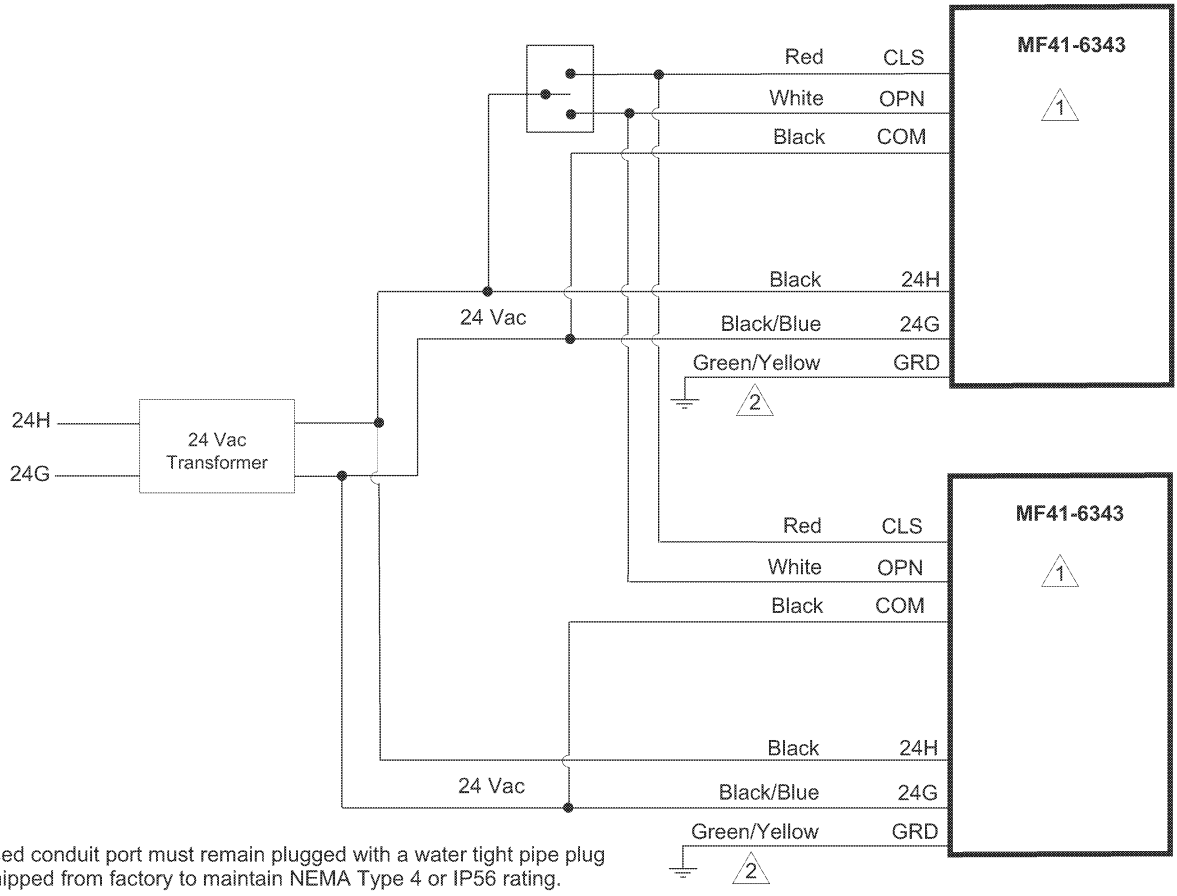 MF41-6343
1
Red CLS
White OPN
Black COM
Black 24H
24 Vac
Black/Blue 24G
Green/Yellow GRD
2
24H
24 Vac
Transformer
24G
MF41-6343
1
Red CLS
White OPN
Black COM
Black 24H
24 Vac
Black/Blue 24G
Green/Yellow GRD
2
ed conduit port must remain plugged with a water tight pipe plug
ipped from factory to maintain NEMA Type 4 or IP56 rating.